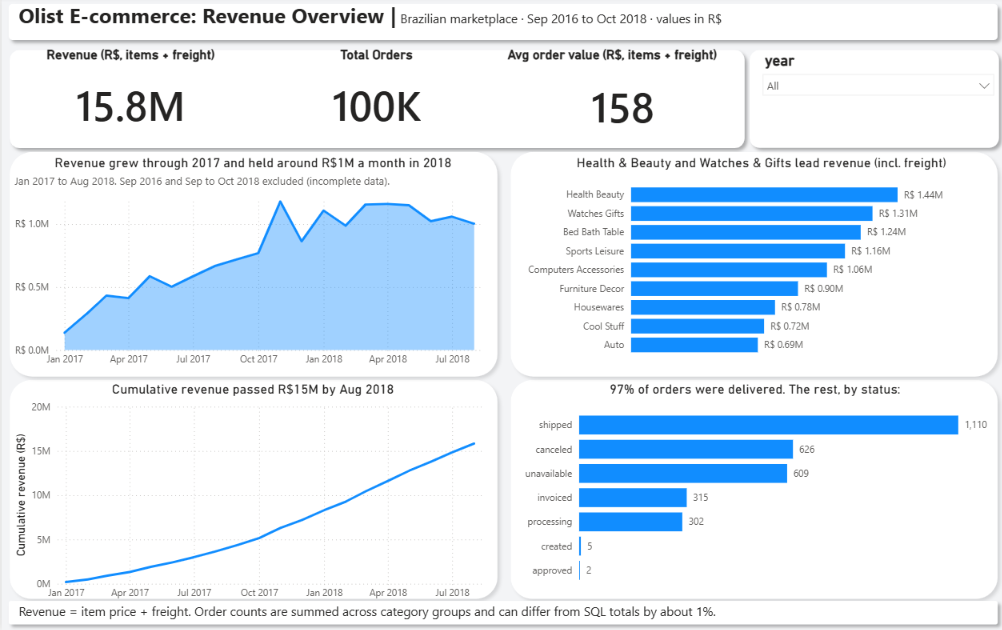 Olist E-commerce: Revenue Overview | Brazilian marketplace · Sep 2016 to Oct 2018 · values in R$
Revenue (R$, items + freight)
15.8M
Total Orders
100K
Avg order value (R$, items + freight)
158
year
All
Revenue grew through 2017 and held around R$1M a month in 2018
Jan 2017 to Aug 2018. Sep 2016 and Sep to Oct 2018 excluded (incomplete data).
R$ 1.0M
R$ 0.5M
R$ 0.0M
Jan 2017 Apr 2017 Jul 2017 Oct 2017 Jan 2018 Apr 2018 Jul 2018
Health & Beauty and Watches & Gifts lead revenue (incl. freight)
Health Beauty R$ 1.44M
Watches Gifts R$ 1.31M
Bed Bath Table R$ 1.24M
Sports Leisure R$ 1.16M
Computers Accessories R$ 1.06M
Furniture Decor R$ 0.90M
Housewares R$ 0.78M
Cool Stuff R$ 0.72M
Auto R$ 0.69M
Cumulative revenue passed R$15M by Aug 2018
Cumulative revenue (R$)
20M
15M
10M
5M
0M
Jan 2017 Apr 2017 Jul 2017 Oct 2017 Jan 2018 Apr 2018 Jul 2018
97% of orders were delivered. The rest, by status:
shipped 1,110
canceled 626
unavailable 609
invoiced 315
processing 302
created 5
approved 2
Revenue = item price + freight. Order counts are summed across category groups and can differ from SQL totals by about 1%.